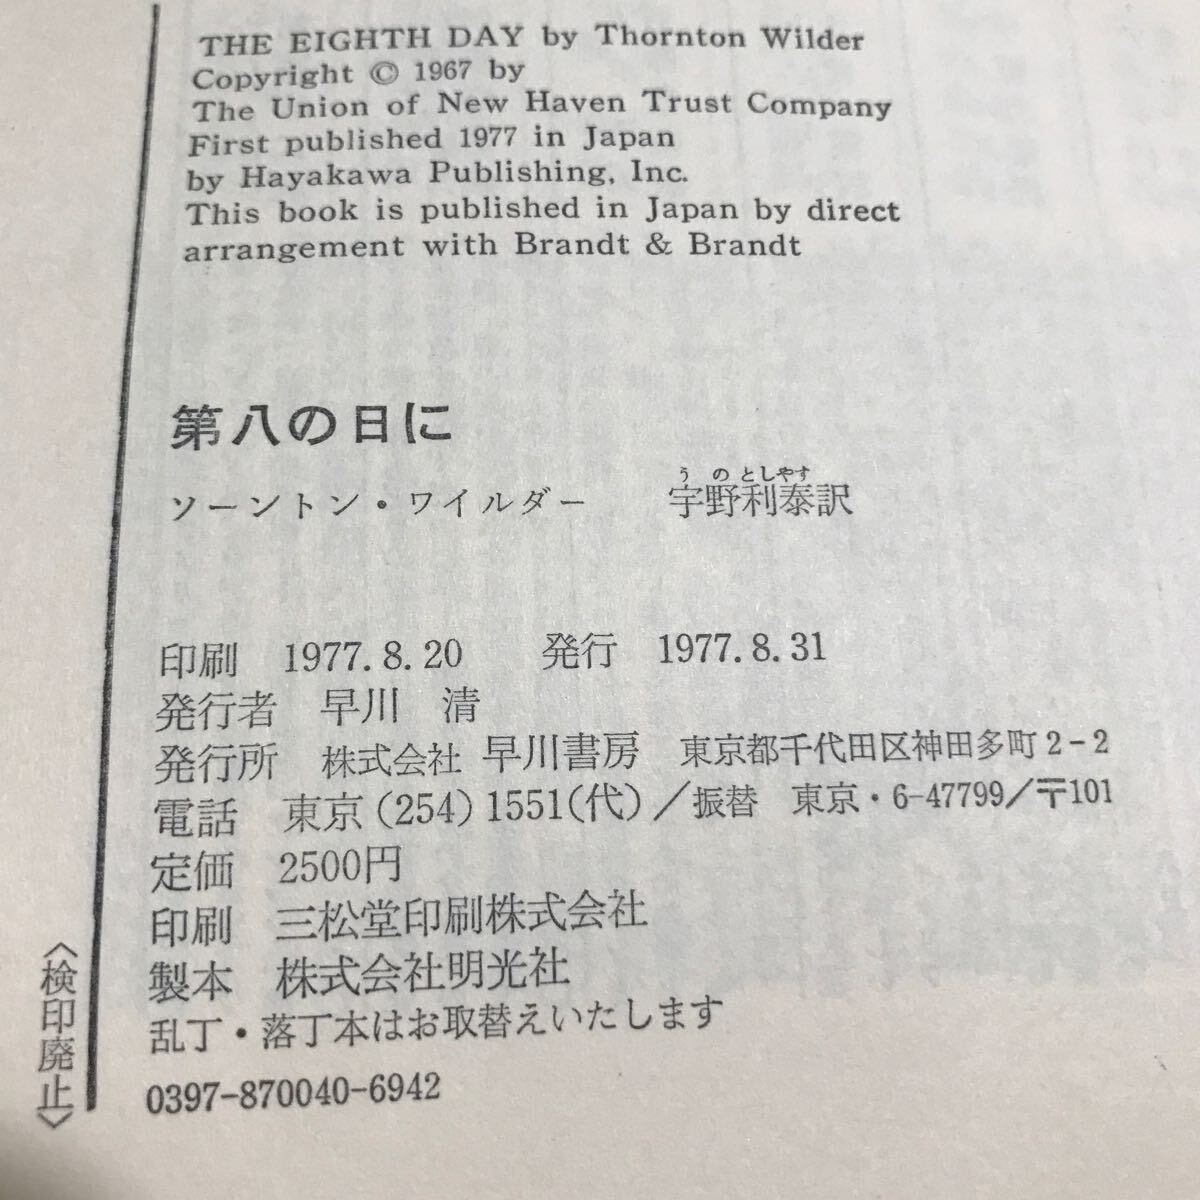 THE EIGHTH DAY by Thornton Wilder
Copyright © 1967 by
The Union of New Haven Trust Company
First published 1977 in Japan
by Hayakawa Publishing, Inc.
This book is published in Japan by direct
arrangement with Brandt & Brandt
第八の日に
うのとしやす
ソーントン・ワイルダー 宇野利泰訳
印刷 1977.8.20 発行 1977.8.31
発行者 早川 清
発行所 株式会社 早川書房 東京都千代田区神田多町2-2
電話 東京(254)1551(代)/振替 東京・6-47799/〒101
定価 2500円
印刷 三松堂印刷株式会社
製本 株式会社明光社
乱丁・落丁本はお取替えいたします
0397-870040-6942
〈検印廃止〉